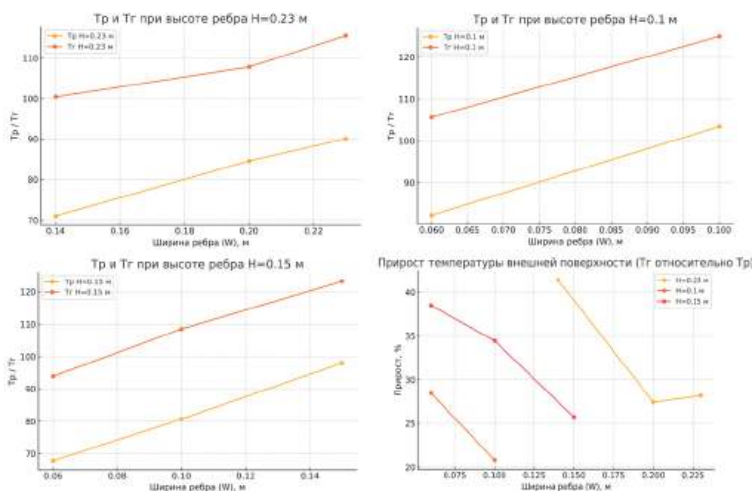 Тр и Тг при высоте ребра H=0.23 м
Тр H=0.23 м
Тг H=0.23 м
Тр / Тг
110
100
90
80
70
0.14
0.16
0.18
0.20
0.22
Ширина ребра (W), м
Тр и Тг при высоте ребра H=0.1 м
Тр H=0.1 м
Тг H=0.1 м
Тр / Тг
120
110
100
90
0.060
0.065
0.070
0.075
0.080
0.085
0.090
0.095
0.100
Ширина ребра (W), м
Тр и Тг при высоте ребра H=0.15 м
Тр H=0.15 м
Тг H=0.15 м
Тр / Тг
120
110
100
90
80
70
0.06
0.08
0.10
0.12
0.14
Ширина ребра (W), м
Прирост температуры внешней поверхности (Тг относительно Тр)
H=0.23 м
H=0.1 м
H=0.15 м
Прирост, %
40
35
30
25
20
0.075
0.100
0.125
0.150
0.175
0.200
0.225
Ширина ребра (W), м